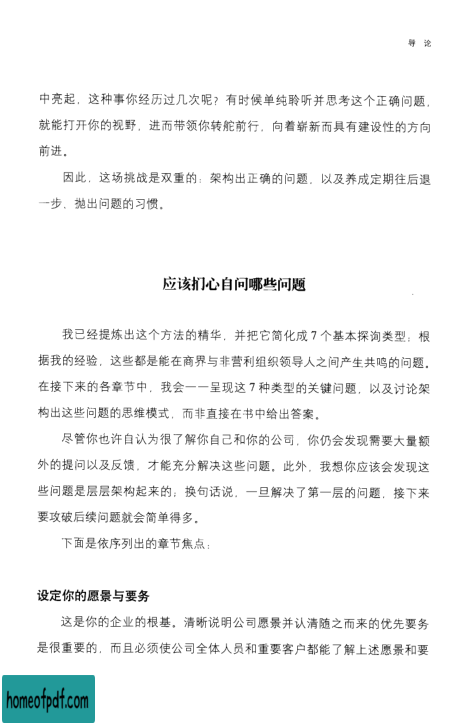 导 论
中亮起，这种事你经历过几次呢？有时候单纯聆听并思考这个正确问题，
就能打开你的视野，进而带领你转舵前行，向着崭新而具有建设性的方向
前进。
因此，这场挑战是双重的：架构出正确的问题，以及养成定期往后退
一步、抛出问题的习惯。
应该扪心自问哪些问题
我已经提炼出这个方法的精华，并把它简化成 7 个基本探询类型；根
据我的经验，这些都是能在商界与非营利组织领导人之间产生共鸣的问题。
在接下来的各章节中，我会一一呈现这 7 种类型的关键问题，以及讨论架
构出这些问题的思维模式，而非直接在书中给出答案。
尽管你也许自认为很了解你自己和你的公司，你仍会发现需要大量额
外的提问以及反馈，才能充分解决这些问题。此外，我想你应该会发现这
些问题是层层架构起来的；换句话说，一旦解决了第一层的问题，接下来
要攻破后续问题就会简单得多。
下面是依序列出的章节焦点：
设定你的愿景与要务
这是你的企业的根基。清晰说明公司愿景并认清随之而来的优先要务
是很重要的，而且必须使公司全体人员和重要客户都能了解上述愿景和要
homeofpdf.com